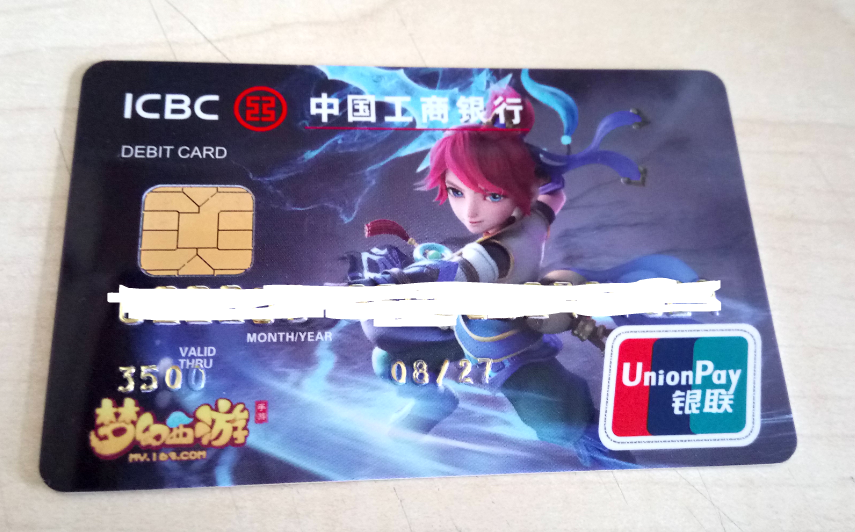 ICBC 中国工商银行
DEBIT CARD
MONTH/YEAR
VALID
THRU
3500 08/27
梦幻西游 手游
MY.163.COM
UnionPay
银联